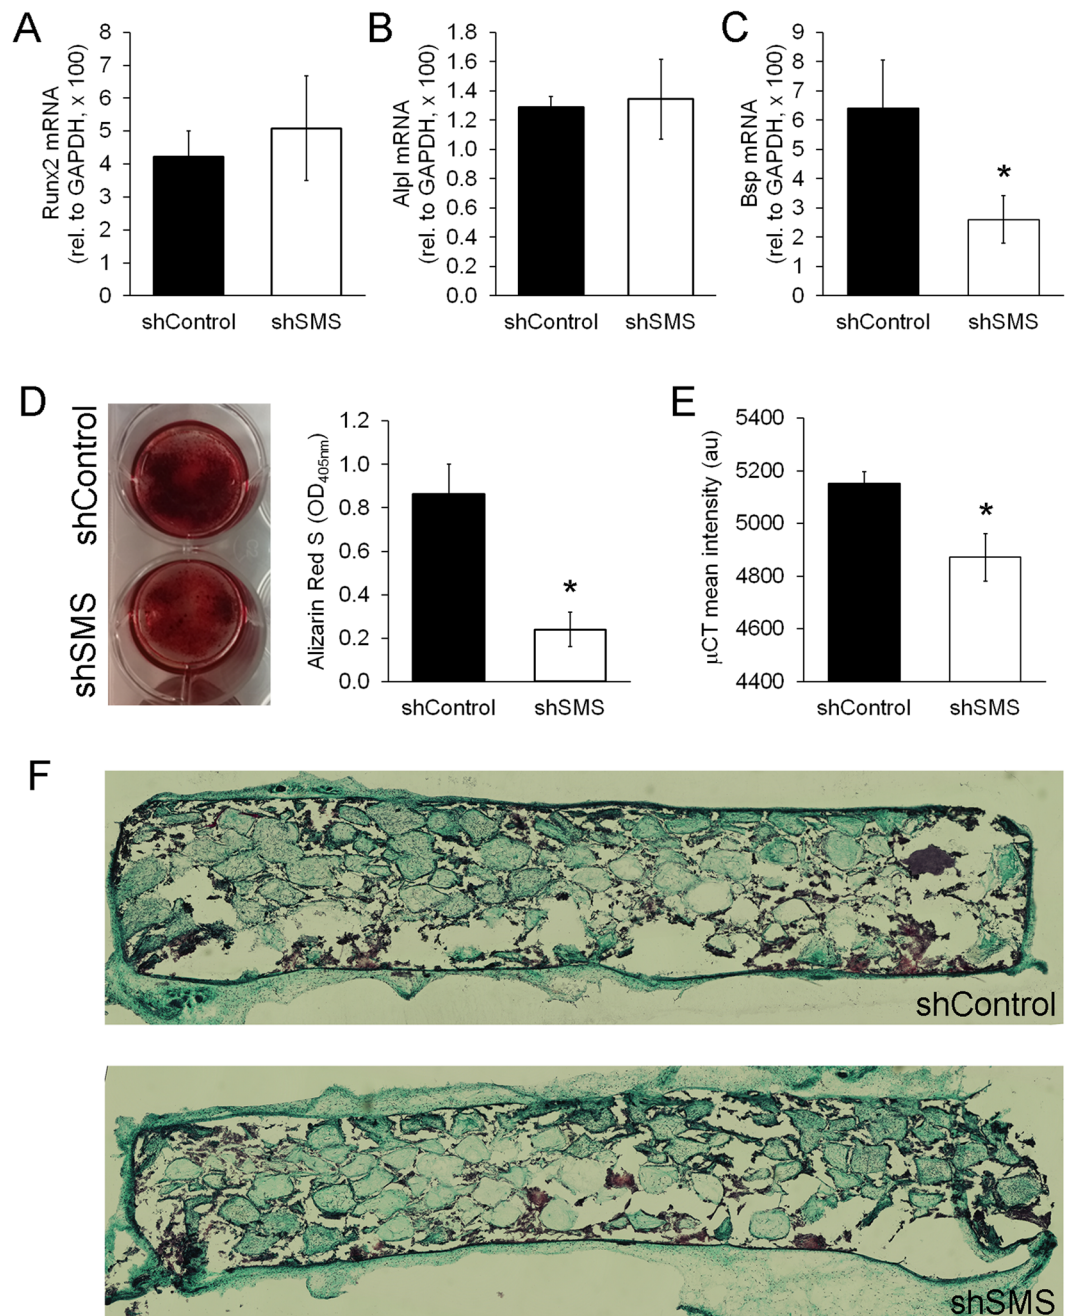 A
Runx2 mRNA
(rel. to GAPDH, x 100)
8
7
6
5
4
3
2
1
0
shControl
shSMS
B
Alpl mRNA
(rel. to GAPDH, x 100)
1.8
1.6
1.4
1.2
1.0
0.8
0.6
0.4
0.2
0.0
shControl
shSMS
C
Bsp mRNA
(rel. to GAPDH, x 100)
9
8
7
6
5
4
3
2
1
0
*
shControl
shSMS
D
shControl
shSMS
Alizarin Red S (OD405nm)
1.2
1.0
0.8
0.6
0.4
0.2
0.0
*
shControl
shSMS
E
μCT mean intensity (au)
5400
5200
5000
4800
4600
4400
*
shControl
shSMS
F
shControl
shSMS